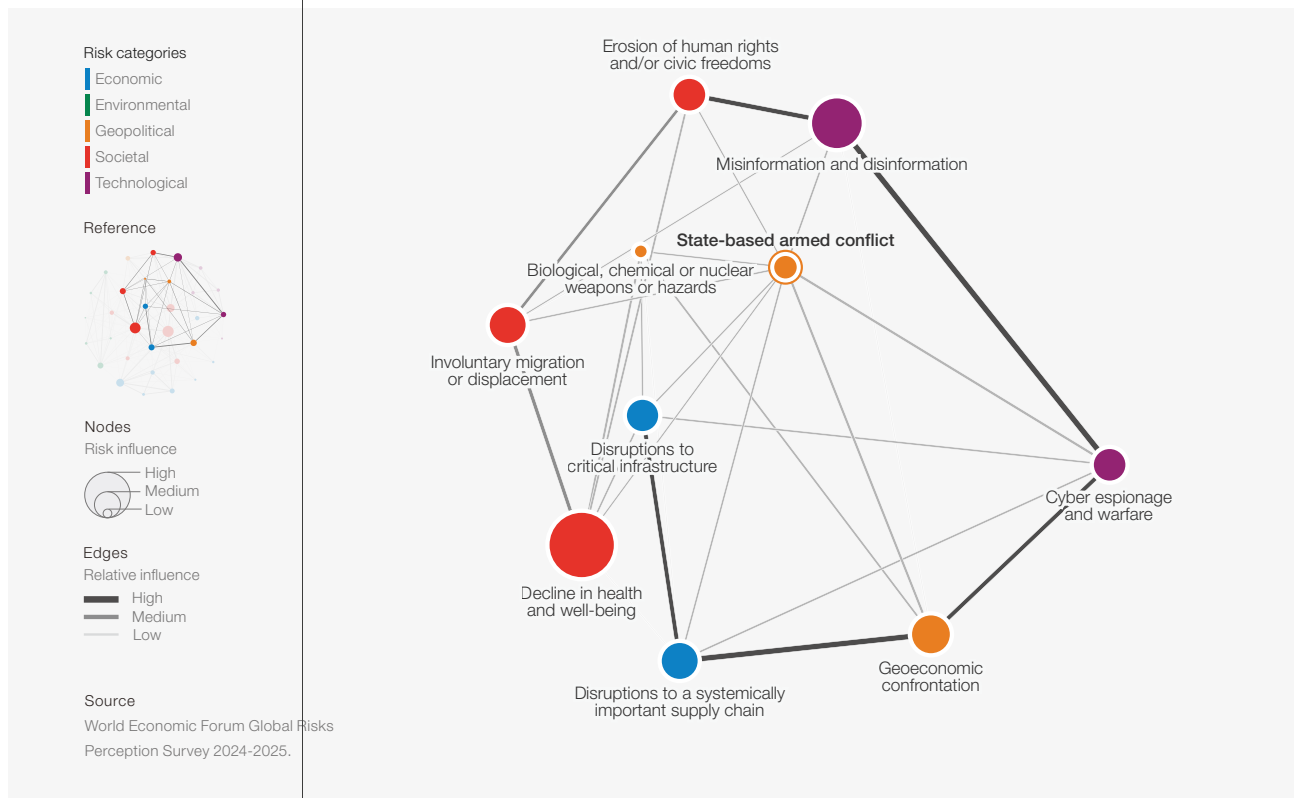 Risk categories
Economic
Environmental
Geopolitical
Societal
Technological
Reference
Nodes
Risk influence
High
Medium
Low
Edges
Relative influence
High
Medium
Low
Source
World Economic Forum Global Risks
Perception Survey 2024-2025.
Erosion of human rights
and/or civic freedoms
Misinformation and disinformation
State-based armed conflict
Biological, chemical or nuclear
weapons or hazards
Involuntary migration
or displacement
Disruptions to
critical infrastructure
Cyber espionage
and warfare
Decline in health
and well-being
Geoeconomic
confrontation
Disruptions to a systemically
important supply chain